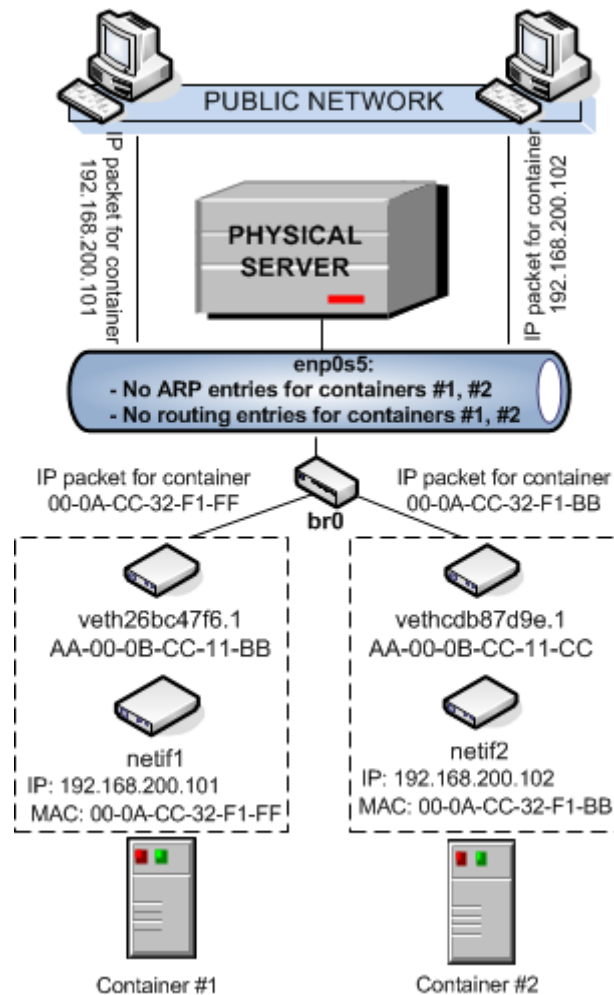 PUBLIC NETWORK
IP packet for container
192.168.200.101
IP packet for container
192.168.200.102
PHYSICAL
SERVER
enp0s5:
- No ARP entries for containers #1, #2
- No routing entries for containers #1, #2
IP packet for container
00-0A-CC-32-F1-FF
IP packet for container
00-0A-CC-32-F1-BB
br0
veth26bc47f6.1
AA-00-0B-CC-11-BB
netif1
IP: 192.168.200.101
MAC: 00-0A-CC-32-F1-FF
vethcdb87d9e.1
AA-00-0B-CC-11-CC
netif2
IP: 192.168.200.102
MAC: 00-0A-CC-32-F1-BB
Container #1
Container #2